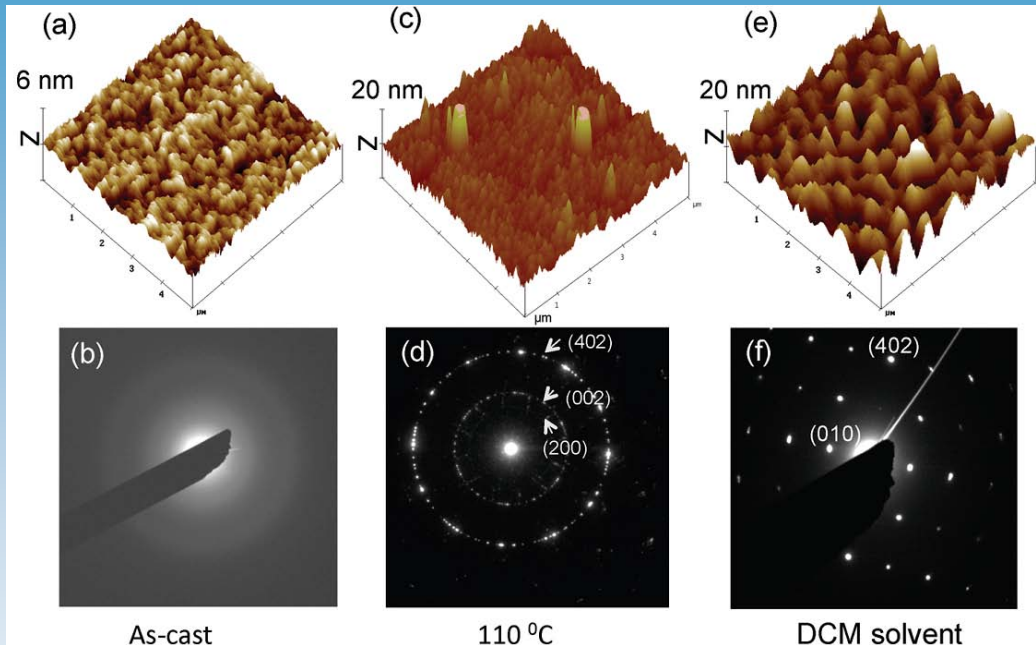 (a)
6 nm
Z
1
2
3
4
µM
(c)
20 nm
Z
µm
4
3
2
1
µm
(e)
20 nm
Z
1
2
3
4
µM
(b)
(d)
(402)
(002)
(200)
(f)
(402)
(010)
As-cast
110 ⁰C
DCM solvent